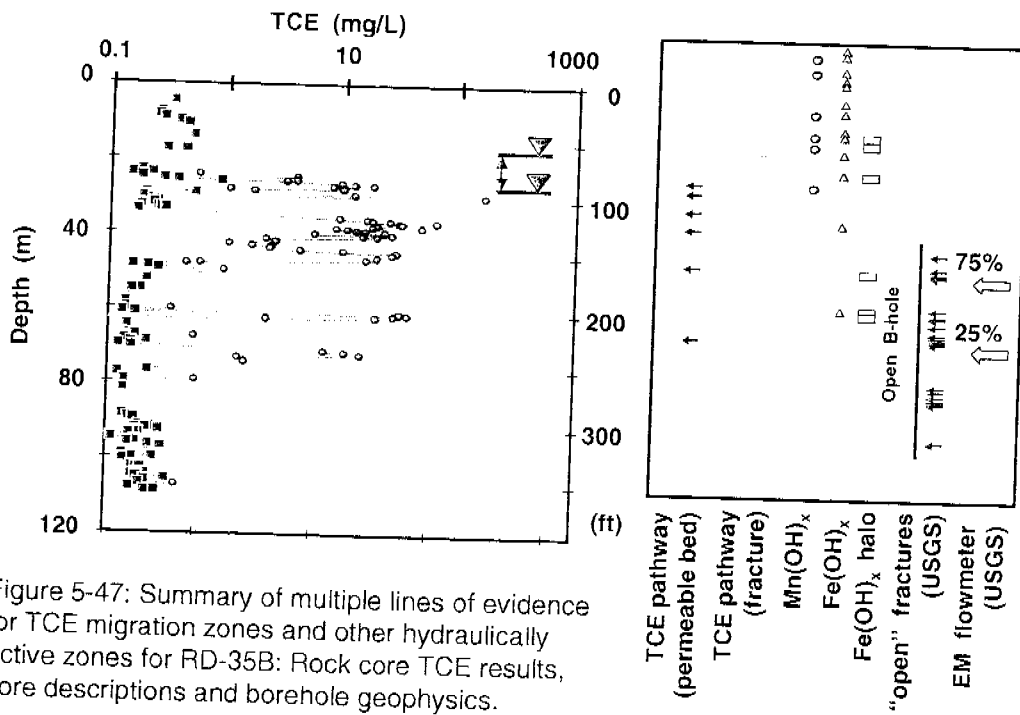 TCE (mg/L)
0.1
10
1000
0
40
80
120
Depth (m)
0
100
200
300
(ft)
75%
25%
Open B-hole
TCE pathway
(permeable bed)
TCE pathway
(fracture)
Mn(OH)x
Fe(OH)x
Fe(OH)x halo
"open" fractures
(USGS)
EM flowmeter
(USGS)
igure 5-47: Summary of multiple lines of evidence
or TCE migration zones and other hydraulically
ctive zones for RD-35B: Rock core TCE results,
ore descriptions and borehole geophysics.